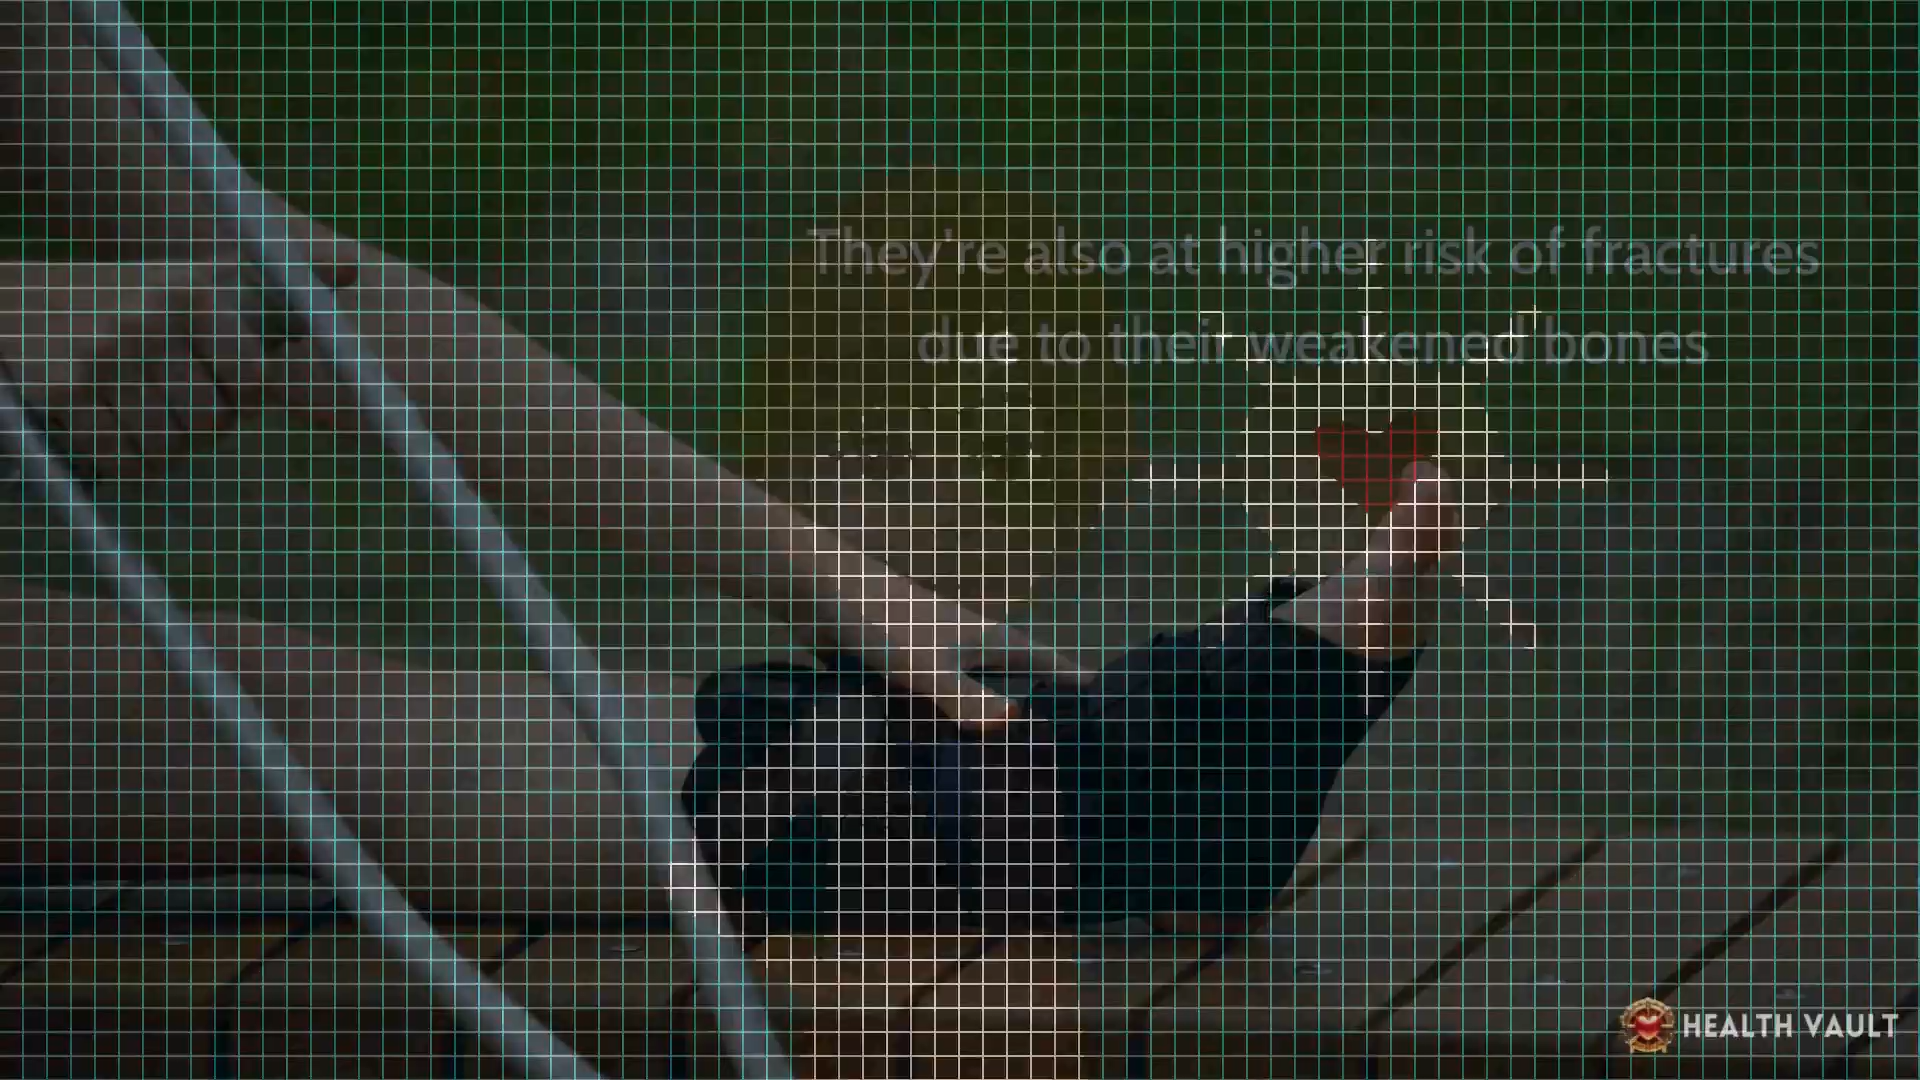 They're also at higher risk of fractures
due to their weakened bones
HEALTH VAULT